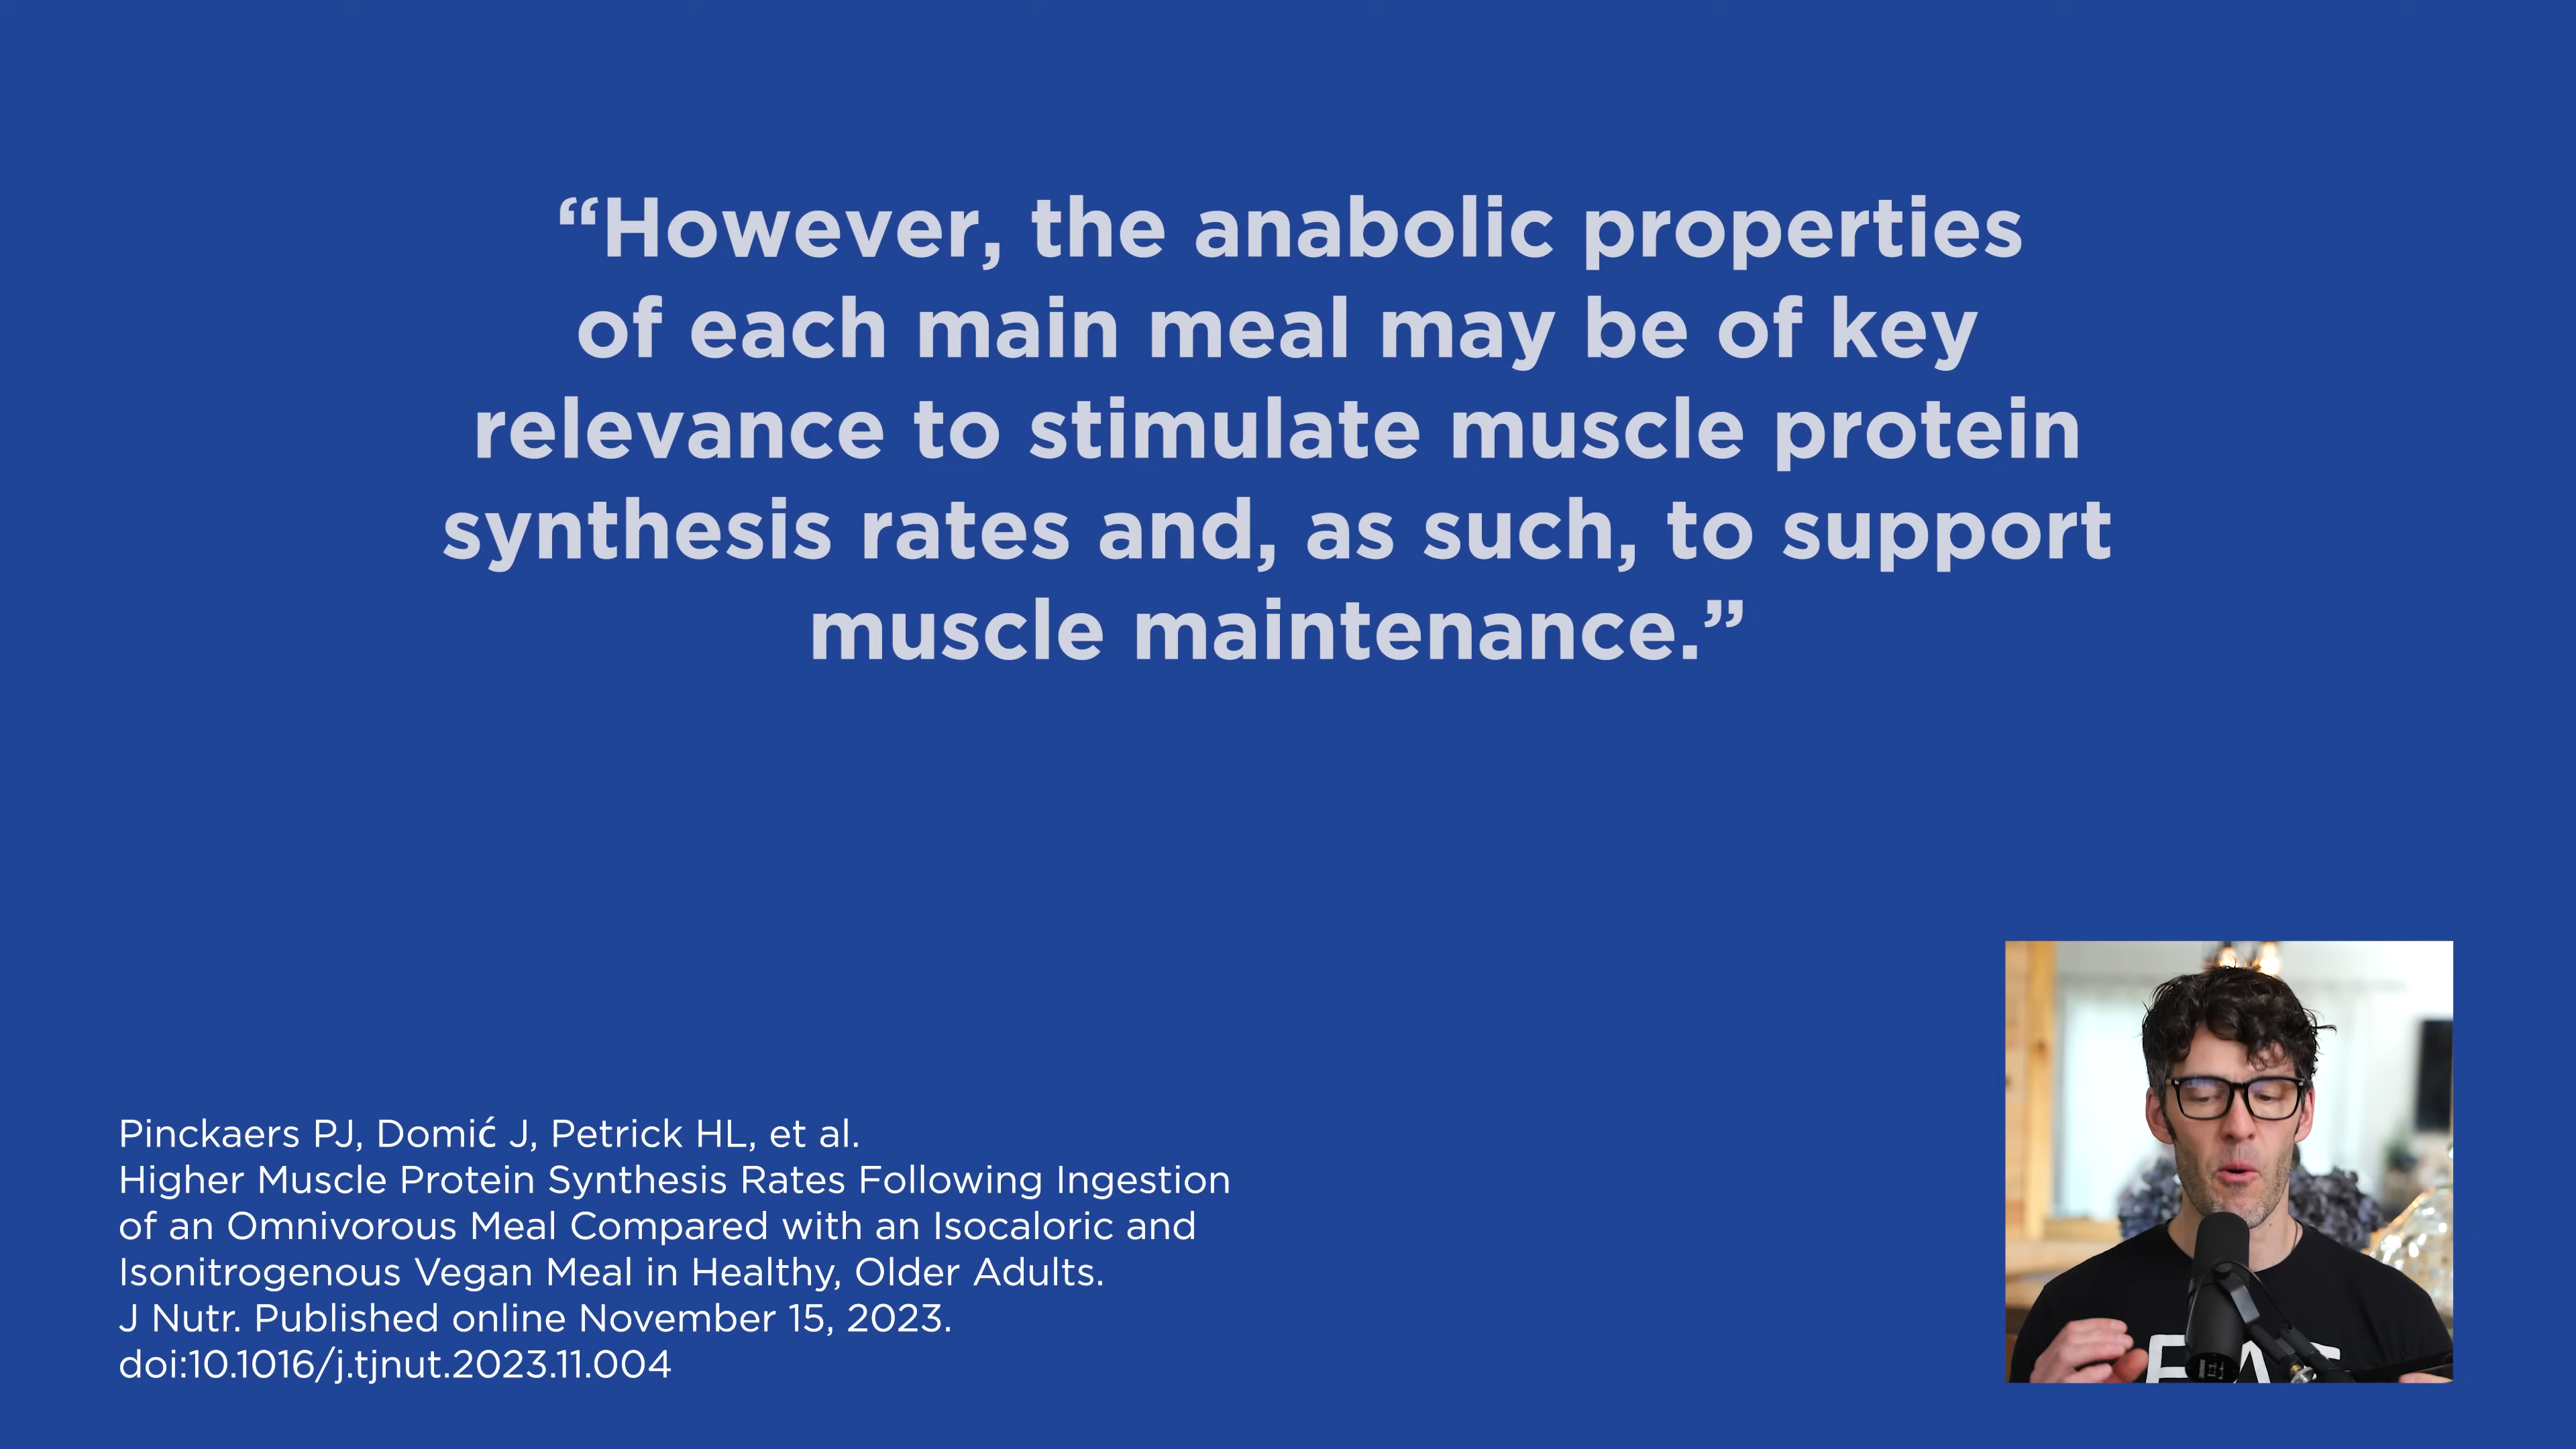 “However, the anabolic properties
of each main meal may be of key
relevance to stimulate muscle protein
synthesis rates and, as such, to support
muscle maintenance.”
Pinckaers PJ, Domić J, Petrick HL, et al.
Higher Muscle Protein Synthesis Rates Following Ingestion
of an Omnivorous Meal Compared with an Isocaloric and
Isonitrogenous Vegan Meal in Healthy, Older Adults.
J Nutr. Published online November 15, 2023.
doi:10.1016/j.tjnut.2023.11.004